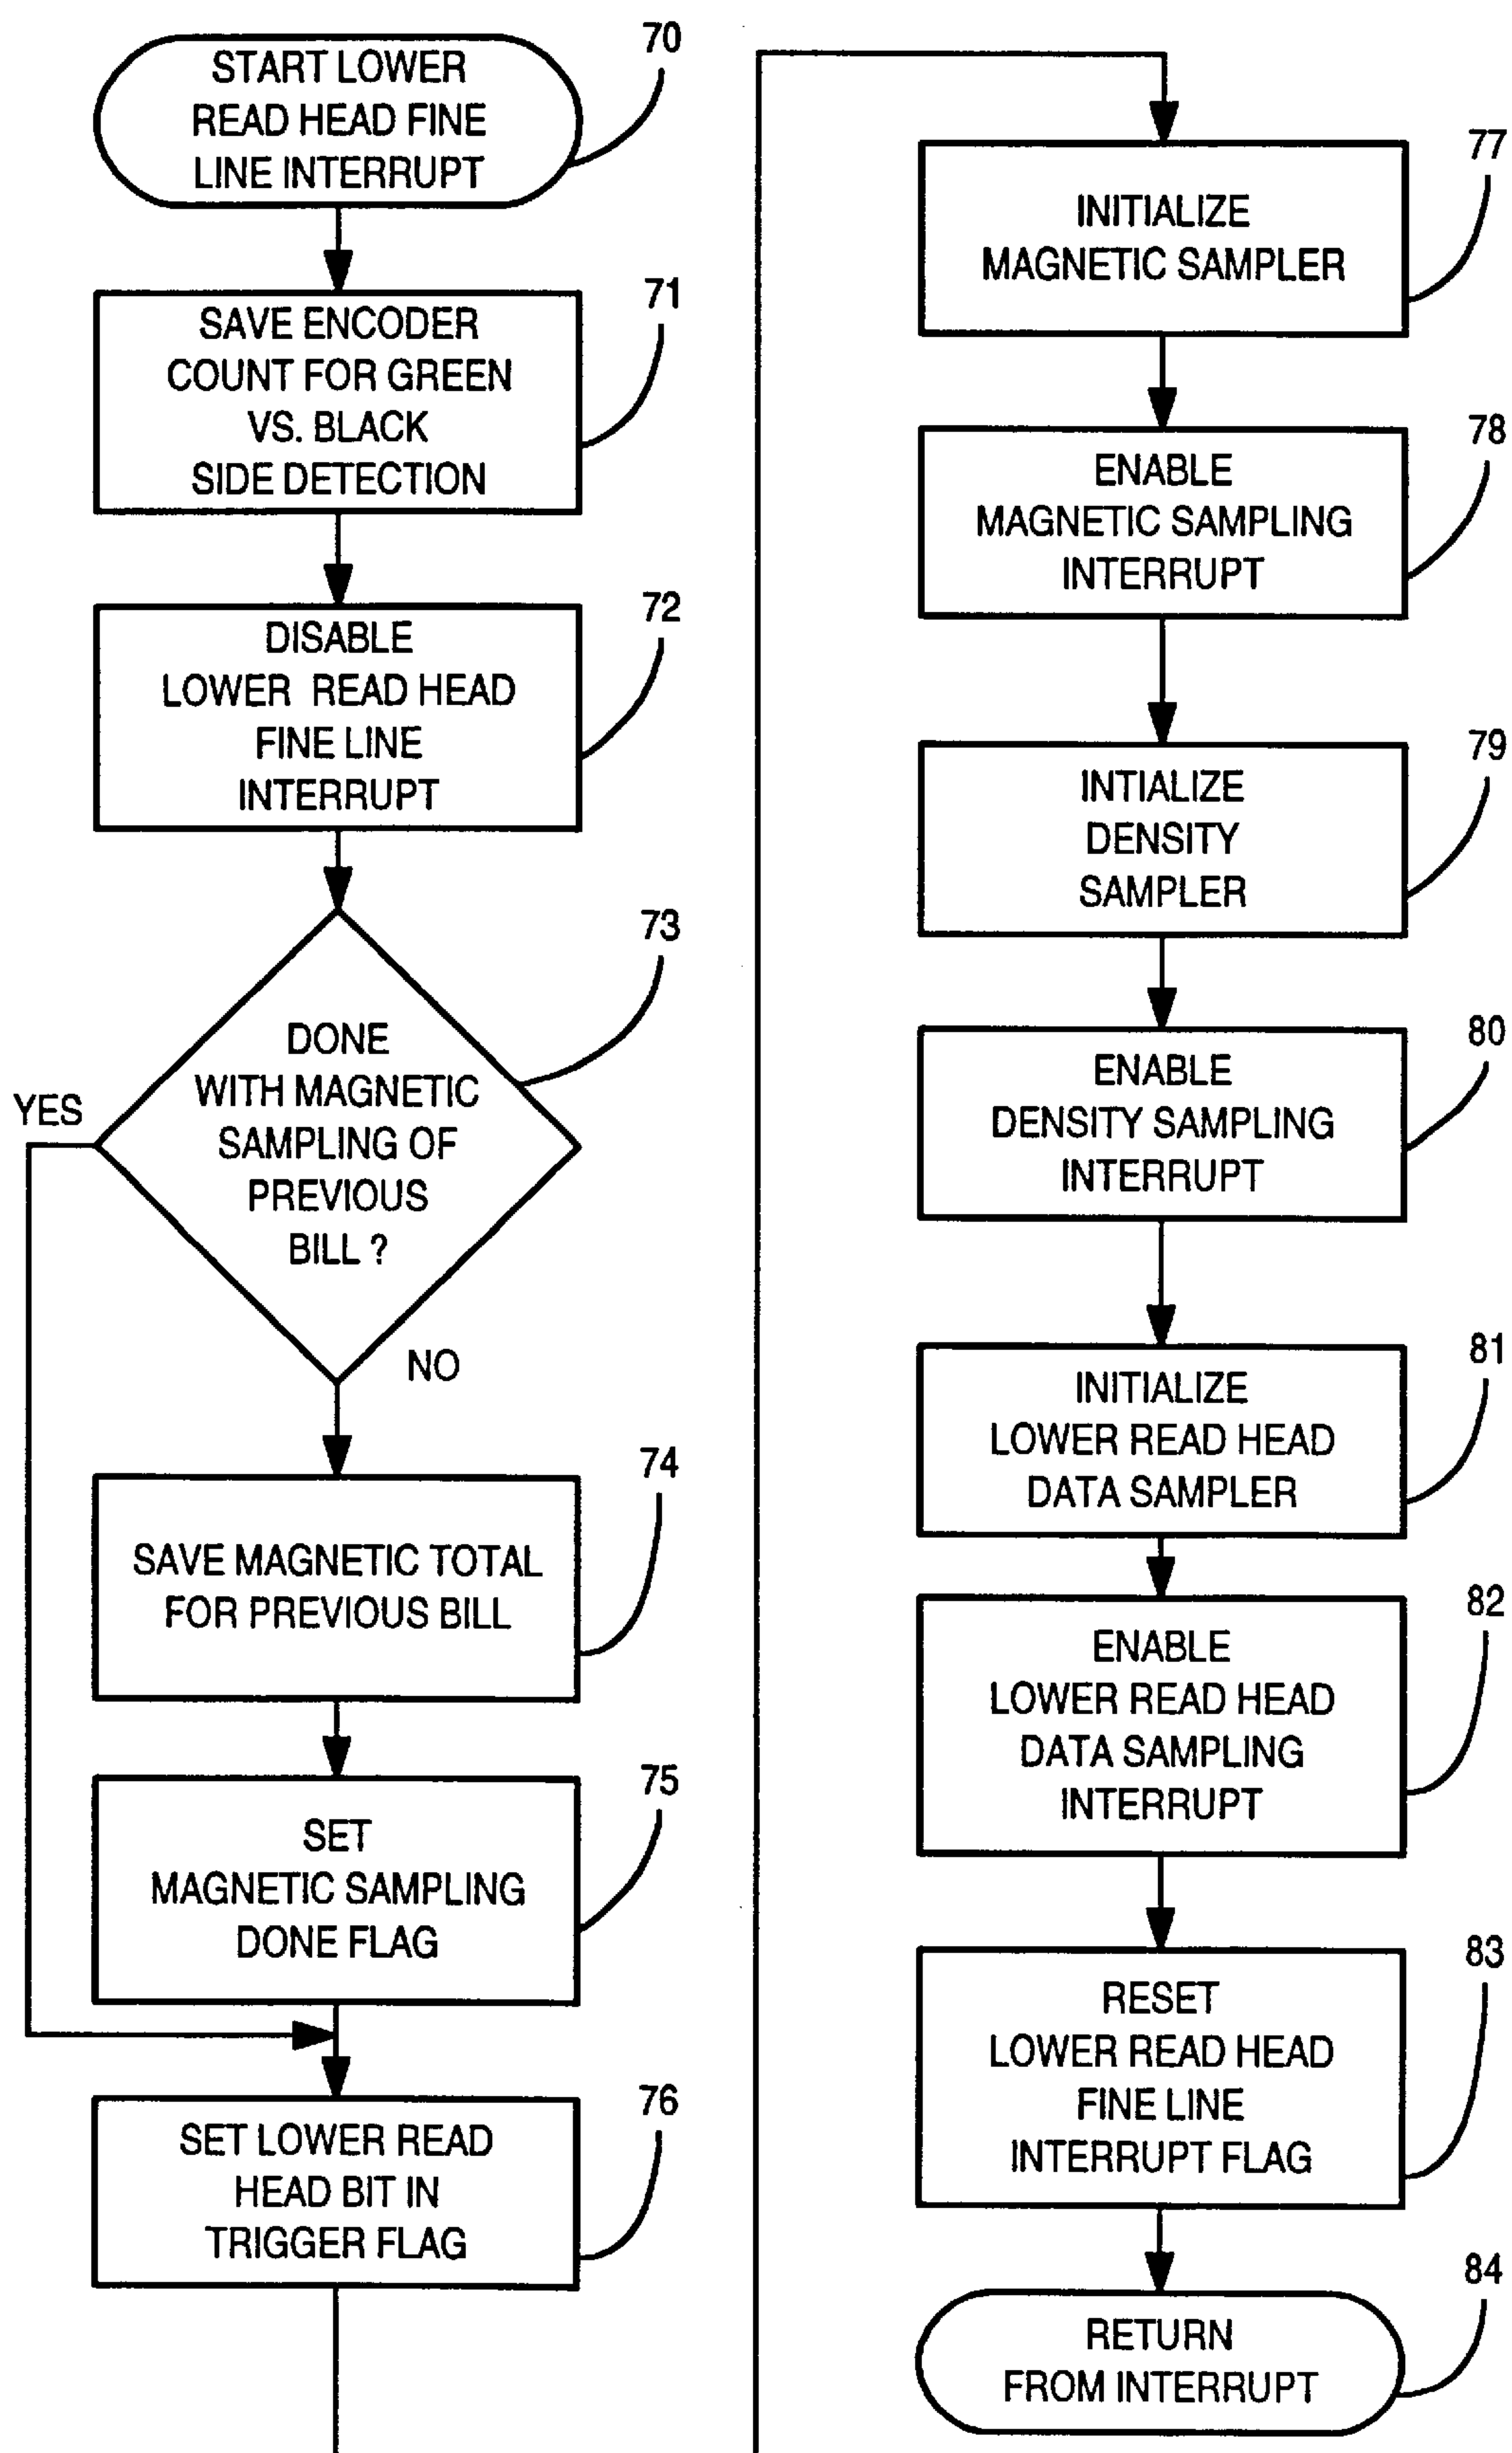 START LOWER
READ HEAD FINE
LINE INTERRUPT
70
SAVE ENCODER
COUNT FOR GREEN
VS. BLACK
SIDE DETECTION
71
DISABLE
LOWER READ HEAD
FINE LINE
INTERRUPT
72
DONE
WITH MAGNETIC
SAMPLING OF
PREVIOUS
BILL ?
73
YES
NO
SAVE MAGNETIC TOTAL
FOR PREVIOUS BILL
74
SET
MAGNETIC SAMPLING
DONE FLAG
75
SET LOWER READ
HEAD BIT IN
TRIGGER FLAG
76
INITIALIZE
MAGNETIC SAMPLER
77
ENABLE
MAGNETIC SAMPLING
INTERRUPT
78
INTIALIZE
DENSITY
SAMPLER
79
ENABLE
DENSITY SAMPLING
INTERRUPT
80
INITIALIZE
LOWER READ HEAD
DATA SAMPLER
81
ENABLE
LOWER READ HEAD
DATA SAMPLING
INTERRUPT
82
RESET
LOWER READ HEAD
FINE LINE
INTERRUPT FLAG
83
RETURN
FROM INTERRUPT
84